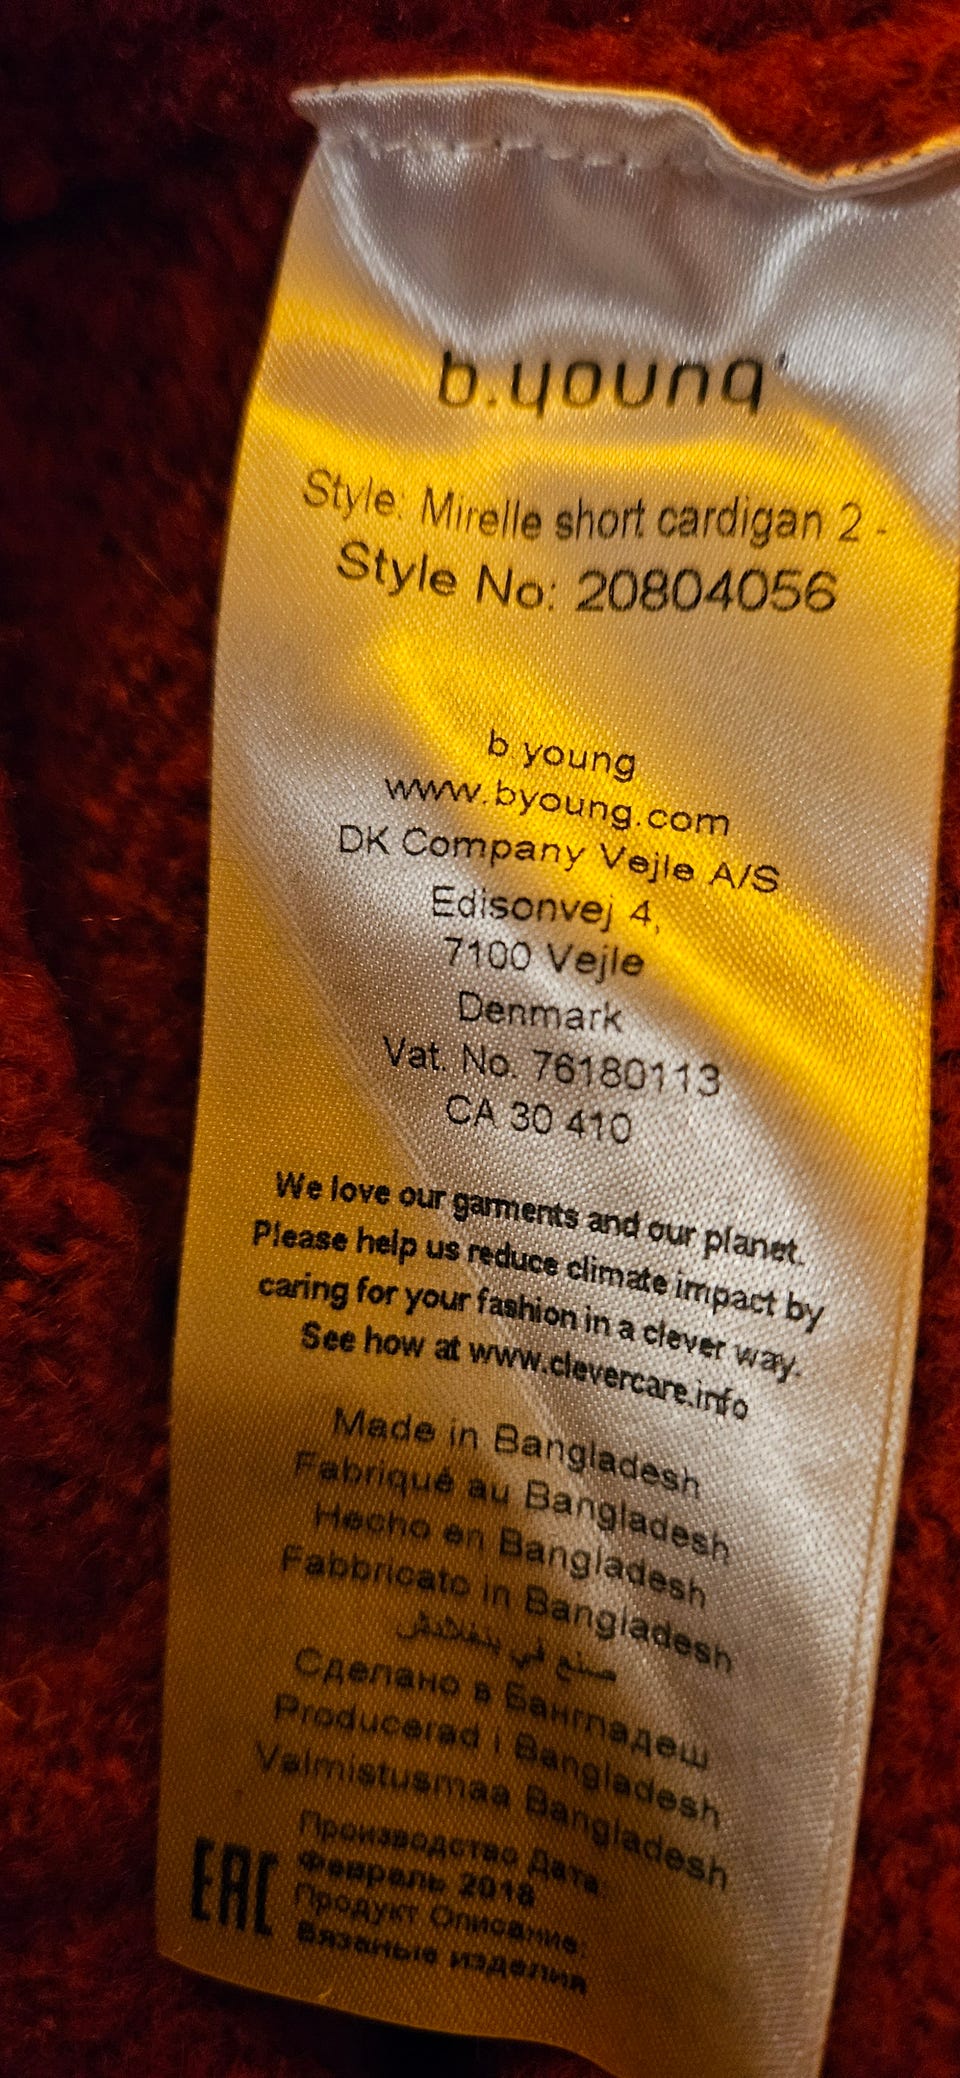 b.young
Style: Mirelle short cardigan 2 -
Style No: 20804056
b.young
www.byoung.com
DK Company Vejle A/S
Edisonvej 4,
7100 Vejle
Denmark
Vat. No. 76180113
CA 30 410
We love our garments and our planet.
Please help us reduce climate impact by
caring for your fashion in a clever way.
See how at www.clevercare.info
Made in Bangladesh
Fabriqué au Bangladesh
Hecho en Bangladesh
Fabbricato in Bangladesh
صنع في بنغلادش
Сделано в Бангладеш
Producerad i Bangladesh
Valmistusmaa Bangladesh
Производство Дата:
Февраль 2018
Продукт Описание:
Вязаные изделия
EAC